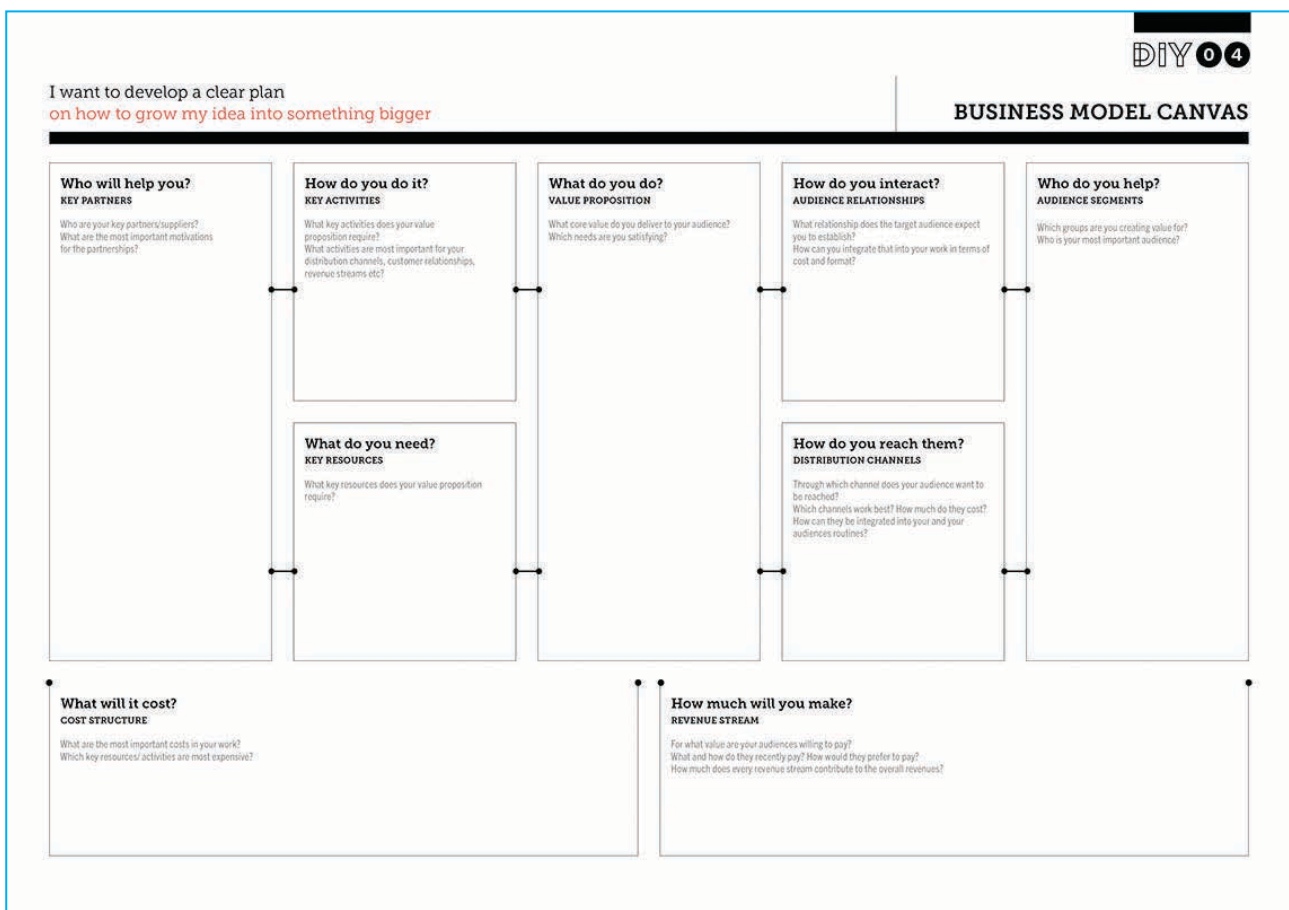 DIY 04
I want to develop a clear plan
on how to grow my idea into something bigger
BUSINESS MODEL CANVAS
Who will help you?
KEY PARTNERS
Who are your key partners/suppliers?
What are the most important motivations
for the partnerships?
How do you do it?
KEY ACTIVITIES
What key activities does your value
proposition require?
What activities are most important for your
distribution channels, customer relationships,
revenue streams etc?
What do you need?
KEY RESOURCES
What key resources does your value proposition
require?
What do you do?
VALUE PROPOSITION
What core value do you deliver to your audience?
Which needs are you satisfying?
How do you interact?
AUDIENCE RELATIONSHIPS
What relationship does the target audience expect
you to establish?
How can you integrate that into your work in terms of
cost and format?
How do you reach them?
DISTRIBUTION CHANNELS
Through which channel does your audience want to
be reached?
Which channels work best? How much do they cost?
How can they be integrated into your and your
audiences routines?
Who do you help?
AUDIENCE SEGMENTS
Which groups are you creating value for?
Who is your most important audience?
What will it cost?
COST STRUCTURE
What are the most important costs in your work?
Which key resources/ activities are most expensive?
How much will you make?
REVENUE STREAM
For what value are your audiences willing to pay?
What and how do they recently pay? How would they prefer to pay?
How much does every revenue stream contribute to the overall revenues?